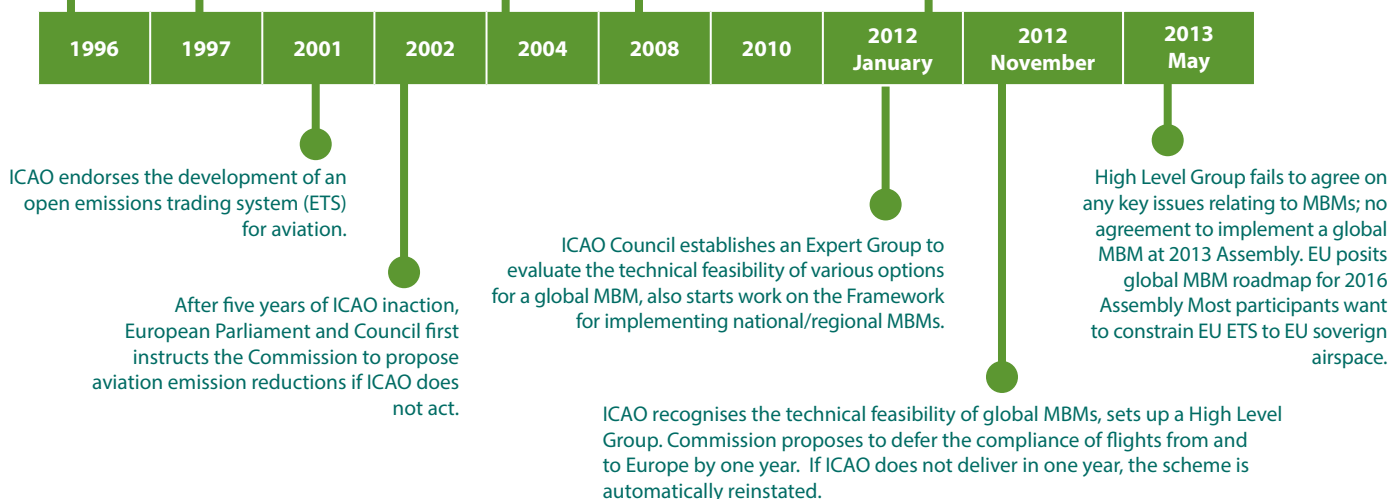 1996
1997
2001
2002
2004
2008
2010
2012
January
2012
November
2013
May
ICAO endorses the development of an
open emissions trading system (ETS)
for aviation.
After five years of ICAO inaction,
European Parliament and Council first
instructs the Commission to propose
aviation emission reductions if ICAO does
not act.
ICAO Council establishes an Expert Group to
evaluate the technical feasibility of various options
for a global MBM, also starts work on the Framework
for implementing national/regional MBMs.
ICAO recognises the technical feasibility of global MBMs, sets up a High Level
Group. Commission proposes to defer the compliance of flights from and
to Europe by one year. If ICAO does not deliver in one year, the scheme is
automatically reinstated.
High Level Group fails to agree on
any key issues relating to MBMs; no
agreement to implement a global
MBM at 2013 Assembly. EU posits
global MBM roadmap for 2016
Assembly Most participants want
to constrain EU ETS to EU soverign
airspace.